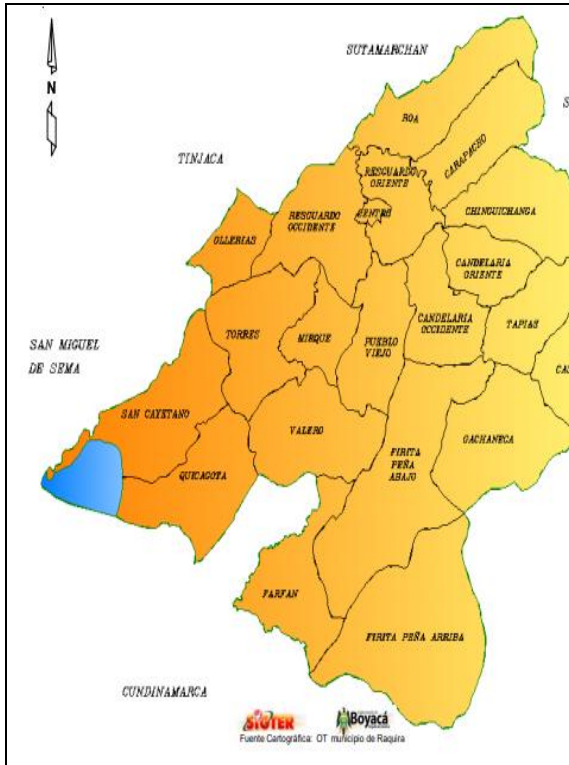 SUTAMARCHAN
S
N
ROA
CARAPACHO
TINJACA
RESGUARDO
ORIENTE
CENTRO
CHINGUICHANGA
RESGUARDO
OCCIDENTE
OLLERIAS
CANDELARIA
ORIENTE
SAN MIGUEL
DE SEMA
TORRES
MIRQUE
PUEBLO
VIEJO
CANDELARIA
OCCIDENTE
TAPIAS
CAS
SAN CAYETANO
VALERO
GACHANECA
FIRITA
PEÑA
ABAJO
QUICAGOTA
FARFAN
FIRITA PEÑA ARRIBA
CUNDINAMARCA
SIGTER
Boyacá
Fuente Cartográfica: OT municipio de Raquira